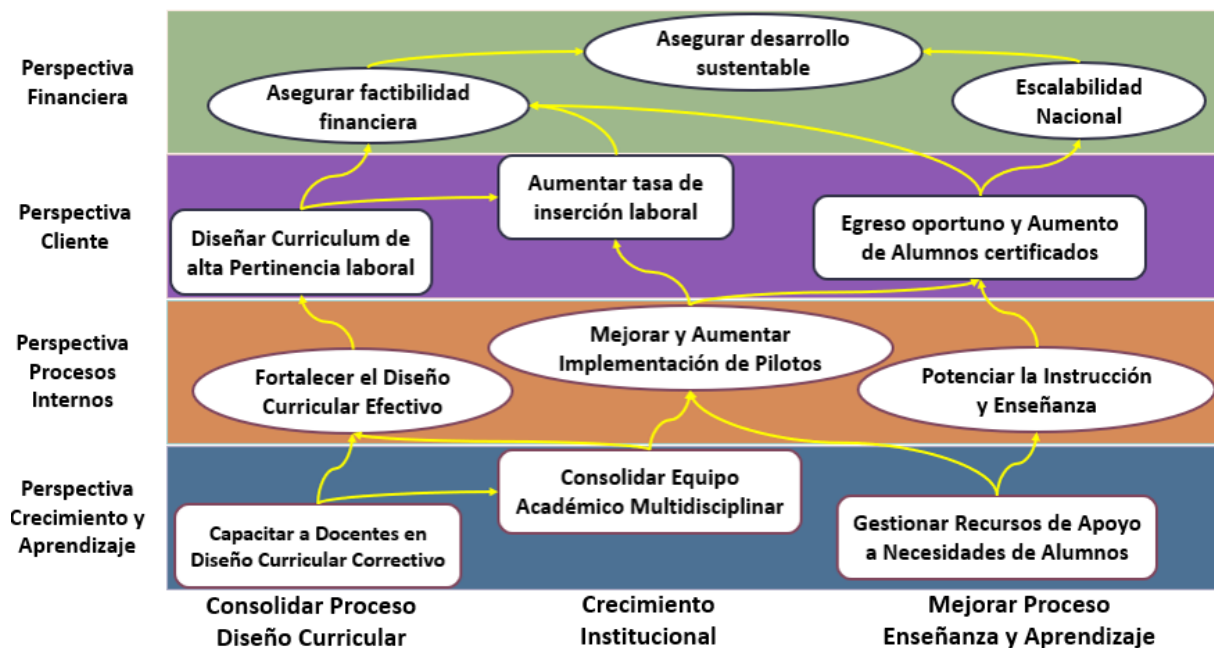 Perspectiva
Financiera
Asegurar desarrollo
sustentable
Asegurar factibilidad
financiera
Escalabilidad
Nacional
Perspectiva
Cliente
Aumentar tasa de
inserción laboral
Diseñar Curriculum de
alta Pertinencia laboral
Egreso oportuno y Aumento
de Alumnos certificados
Perspectiva
Procesos
Internos
Mejorar y Aumentar
Implementación de Pilotos
Fortalecer el Diseño
Curricular Efectivo
Potenciar la Instrucción
y Enseñanza
Perspectiva
Crecimiento y
Aprendizaje
Consolidar Equipo
Académico Multidisciplinar
Capacitar a Docentes en
Diseño Curricular Correctivo
Gestionar Recursos de Apoyo
a Necesidades de Alumnos
Consolidar Proceso
Diseño Curricular
Crecimiento
Institucional
Mejorar Proceso
Enseñanza y Aprendizaje